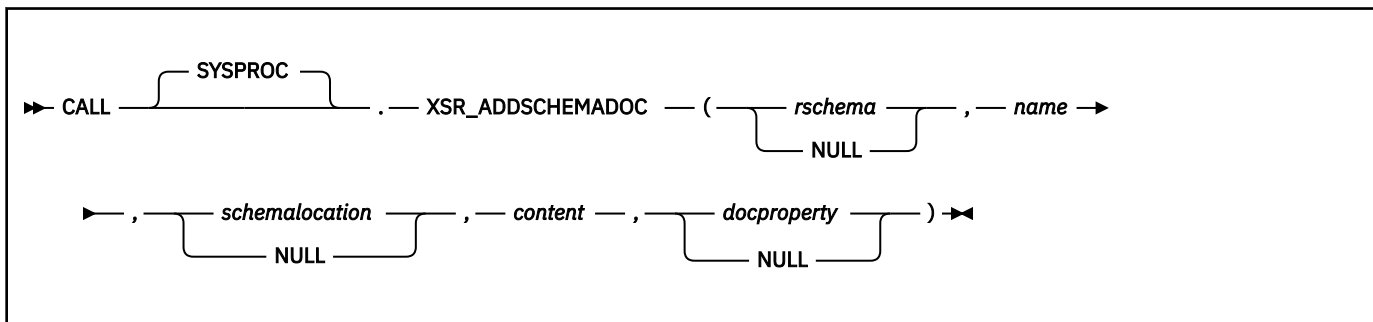 SYSPROC
CALL . XSR_ADDSCHEMADOC ( rschema , name
NULL
, schemalocation , content , docproperty )
NULL NULL